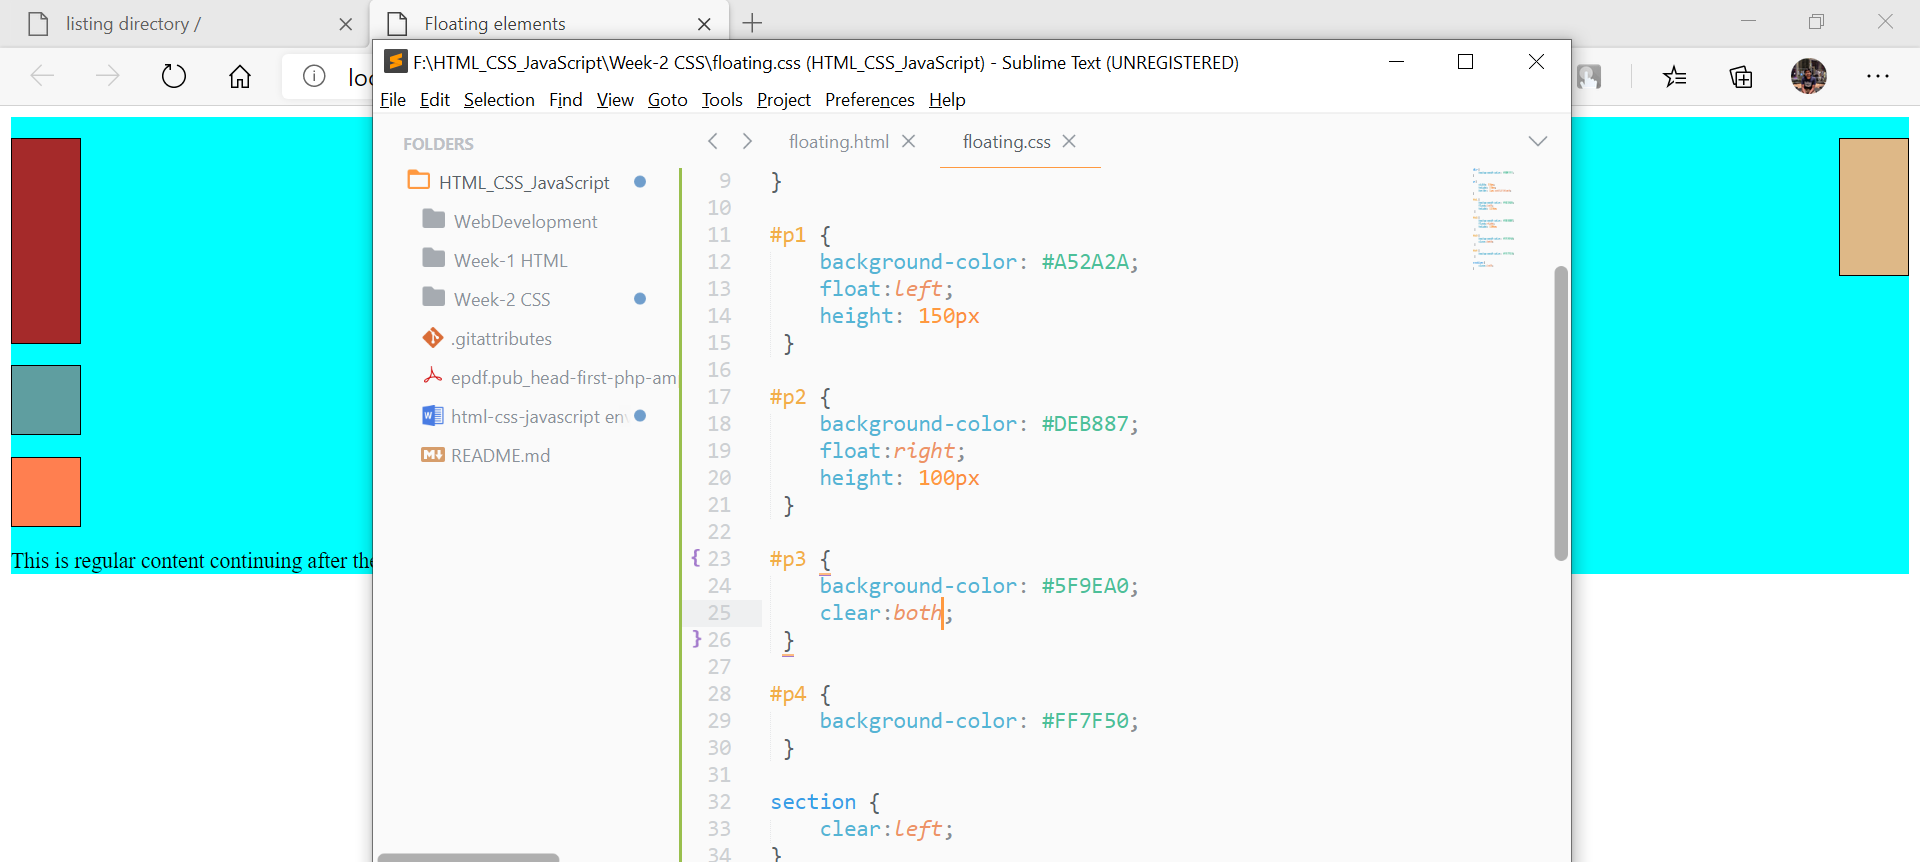 listing directory /
Floating elements
loc
F:\HTML_CSS_JavaScript\Week-2 CSS\floating.css (HTML_CSS_JavaScript) - Sublime Text (UNREGISTERED)
File Edit Selection Find View Goto Tools Project Preferences Help
FOLDERS
HTML_CSS_JavaScript
WebDevelopment
Week-1 HTML
Week-2 CSS
.gitattributes
epdf.pub_head-first-php-am
html-css-javascript en
README.md
floating.html
floating.css
9 }
10
11 #p1 {
12 background-color: #A52A2A;
13 float:left;
14 height: 150px
15 }
16
17 #p2 {
18 background-color: #DEB887;
19 float:right;
20 height: 100px
21 }
22
{ 23 #p3 {
24 background-color: #5F9EA0;
25 clear:both;
} 26 }
27
28 #p4 {
29 background-color: #FF7F50;
30 }
31
32 section {
33 clear:left;
34 }
This is regular content continuing after the